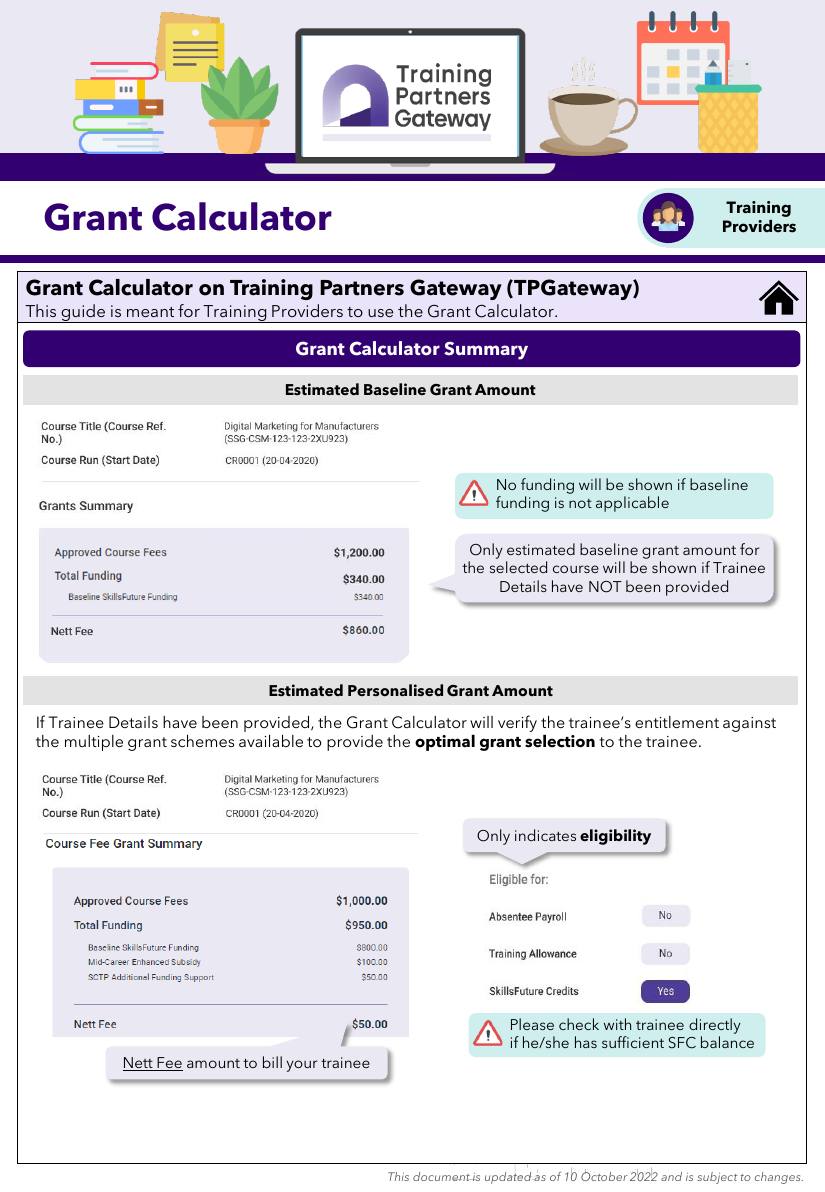 Training
Partners
Gateway
Grant Calculator
Training
Providers
Grant Calculator on Training Partners Gateway (TPGateway)
This guide is meant for Training Providers to use the Grant Calculator.
Grant Calculator Summary
Estimated Baseline Grant Amount
Course Title (Course Ref. No.) Digital Marketing for Manufacturers
(SSG-CSM-123-123-2XU923)
Course Run (Start Date) CR0001 (20-04-2020)
Grants Summary
Approved Course Fees $1,200.00
Total Funding $340.00
Baseline SkillsFuture Funding $340.00
Nett Fee $860.00
No funding will be shown if baseline
funding is not applicable
Only estimated baseline grant amount for
the selected course will be shown if Trainee
Details have NOT been provided
Estimated Personalised Grant Amount
If Trainee Details have been provided, the Grant Calculator will verify the trainee's entitlement against
the multiple grant schemes available to provide the optimal grant selection to the trainee.
Course Title (Course Ref. No.) Digital Marketing for Manufacturers
(SSG-CSM-123-123-2XU923)
Course Run (Start Date) CR0001 (20-04-2020)
Course Fee Grant Summary
Approved Course Fees $1,000.00
Total Funding $950.00
Baseline SkillsFuture Funding $800.00
Mid-Career Enhanced Subsidy $100.00
SCTP Additional Funding Support $50.00
Nett Fee $50.00
Nett Fee amount to bill your trainee
Only indicates eligibility
Eligible for:
Absentee Payroll No
Training Allowance No
SkillsFuture Credits Yes
Please check with trainee directly
if he/she has sufficient SFC balance
This document is updated as of 10 October 2022 and is subject to changes.